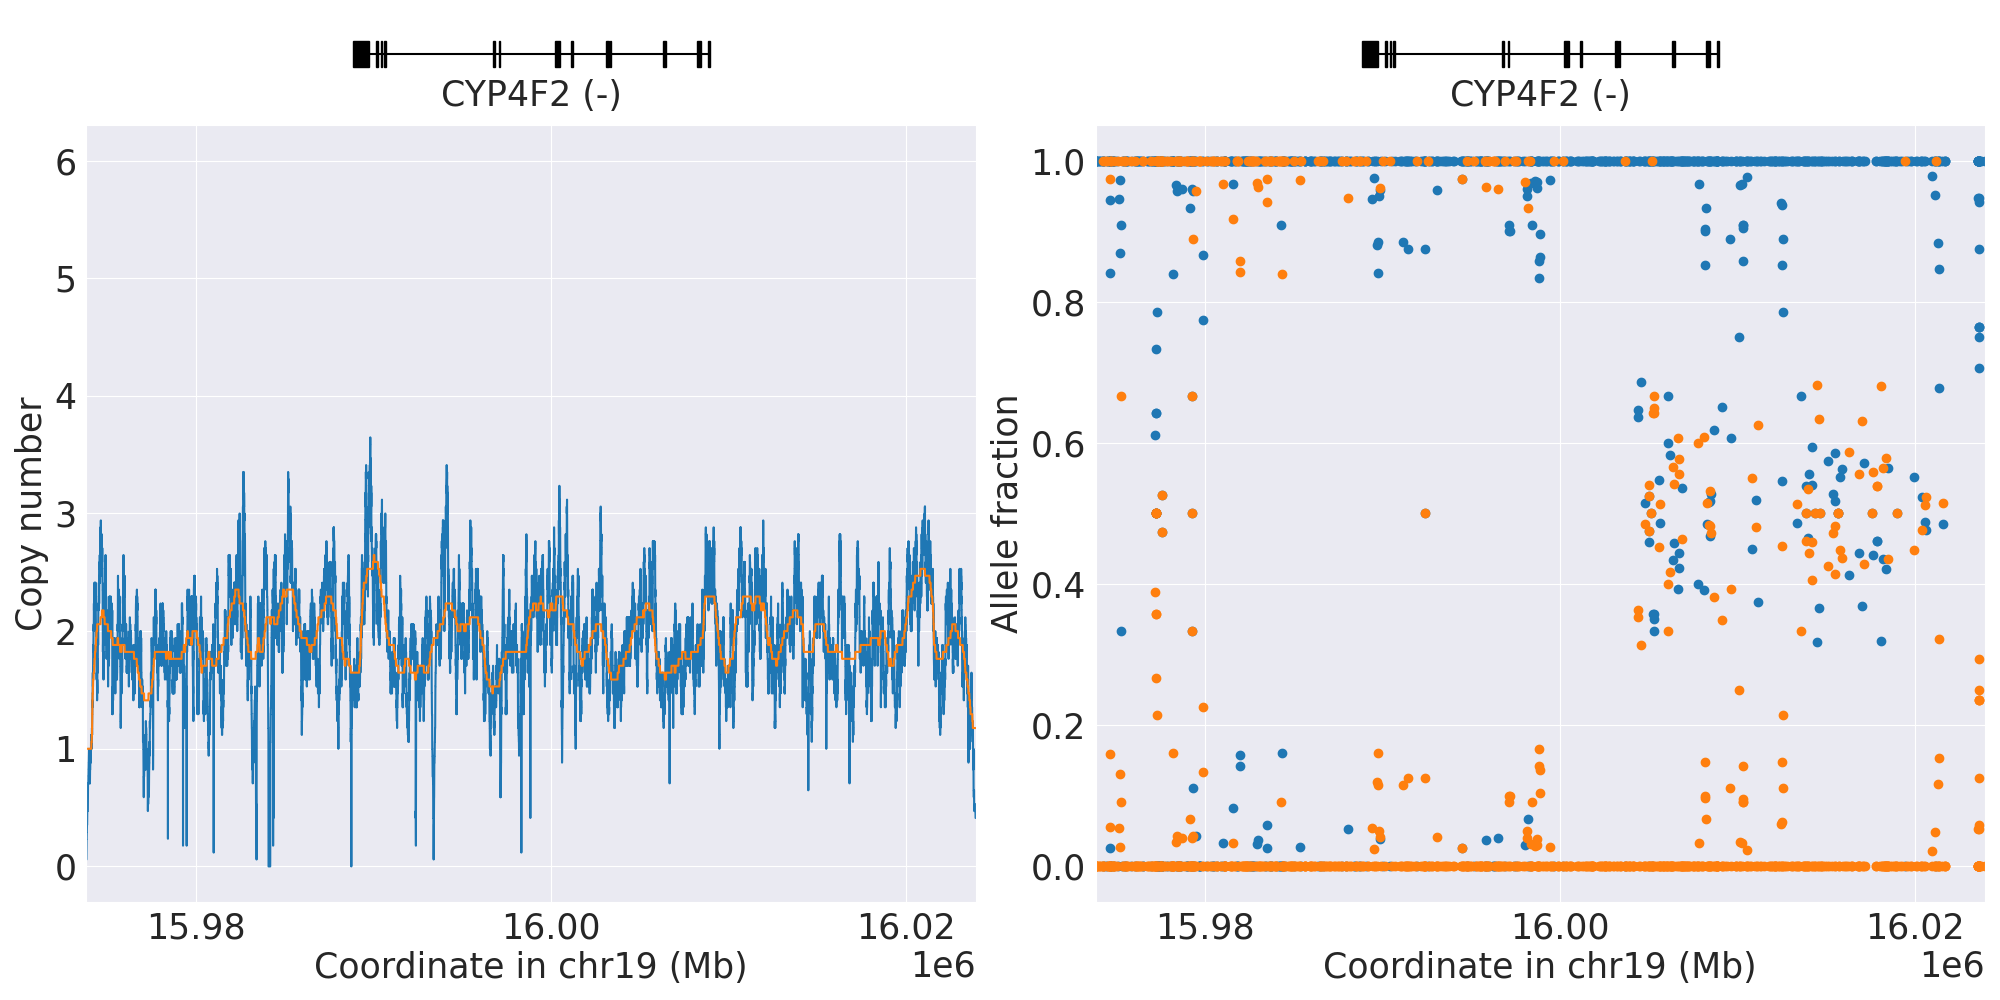 CYP4F2 (-)
CYP4F2 (-)
Copy number
6
5
4
3
2
1
0
15.98
16.00
16.02
Coordinate in chr19 (Mb)
1e6
Allele fraction
1.0
0.8
0.6
0.4
0.2
0.0
15.98
16.00
16.02
Coordinate in chr19 (Mb)
1e6